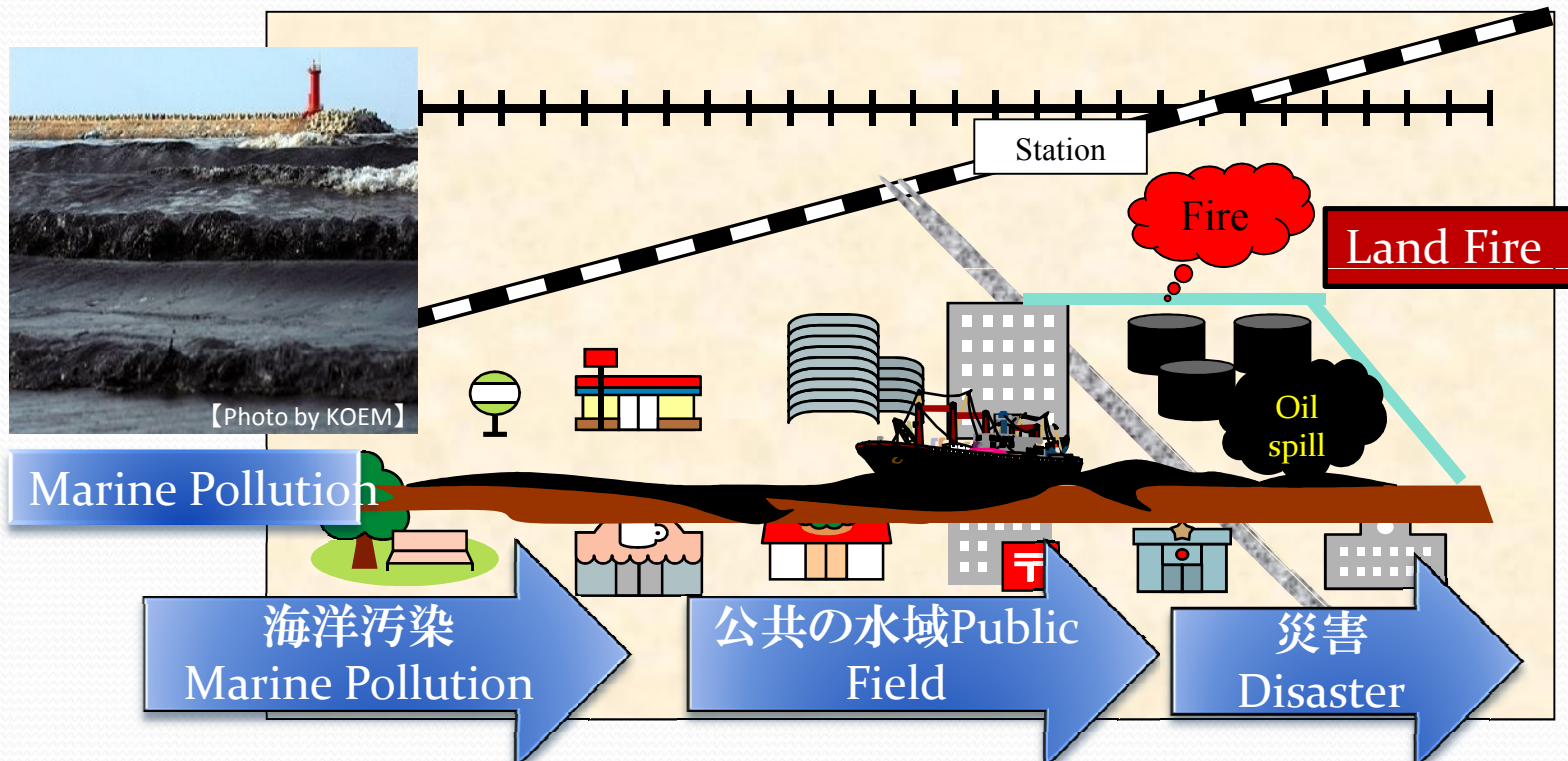 Station
Fire
Land Fire
【Photo by KOEM】
Oil
spill
Marine Pollution
海洋汚染
Marine Pollution
公共の水域Public
Field
災害
Disaster
〒